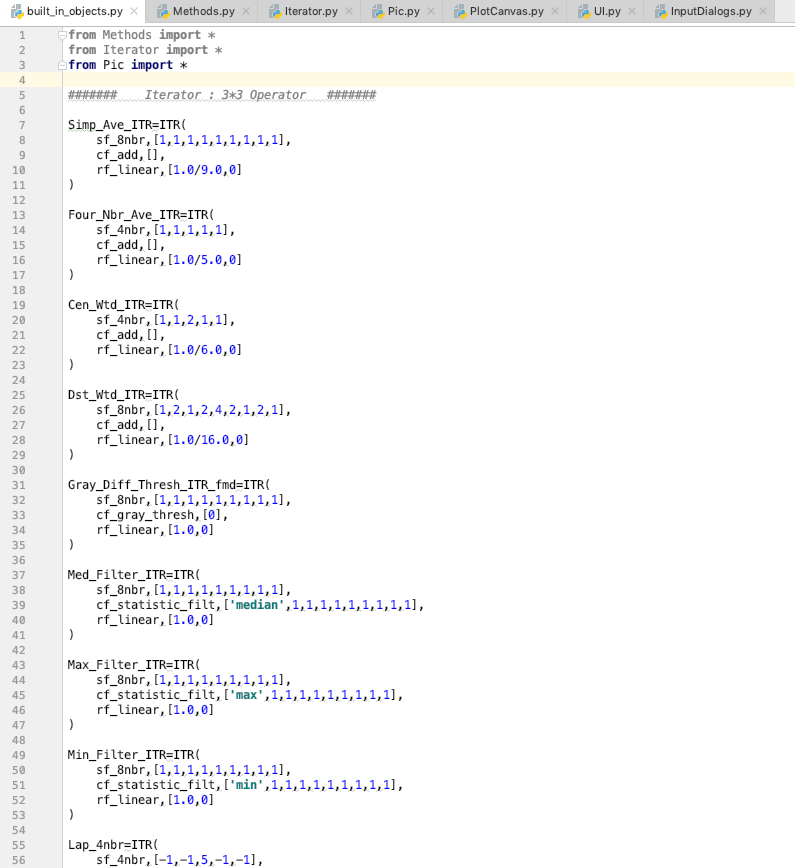 built_in_objects.py Methods.py Iterator.py Pic.py PlotCanvas.py UI.py InputDialogs.py
1 from Methods import *
2 from Iterator import *
3 from Pic import *
4
5 ####### Iterator : 3*3 Operator #######
6
7 Simp_Ave_ITR=ITR(
8 sf_8nbr,[1,1,1,1,1,1,1,1,1],
9 cf_add,[],
10 rf_linear,[1.0/9.0,0]
11 )
12
13 Four_Nbr_Ave_ITR=ITR(
14 sf_4nbr,[1,1,1,1,1],
15 cf_add,[],
16 rf_linear,[1.0/5.0,0]
17 )
18
19 Cen_Wtd_ITR=ITR(
20 sf_4nbr,[1,1,2,1,1],
21 cf_add,[],
22 rf_linear,[1.0/6.0,0]
23 )
24
25 Dst_Wtd_ITR=ITR(
26 sf_8nbr,[1,2,1,2,4,2,1,2,1],
27 cf_add,[],
28 rf_linear,[1.0/16.0,0]
29 )
30
31 Gray_Diff_Thresh_ITR_fmd=ITR(
32 sf_8nbr,[1,1,1,1,1,1,1,1,1],
33 cf_gray_thresh,[0],
34 rf_linear,[1.0,0]
35 )
36
37 Med_Filter_ITR=ITR(
38 sf_8nbr,[1,1,1,1,1,1,1,1,1],
39 cf_statistic_filt,['median',1,1,1,1,1,1,1,1,1],
40 rf_linear,[1.0,0]
41 )
42
43 Max_Filter_ITR=ITR(
44 sf_8nbr,[1,1,1,1,1,1,1,1,1],
45 cf_statistic_filt,['max',1,1,1,1,1,1,1,1,1],
46 rf_linear,[1.0,0]
47 )
48
49 Min_Filter_ITR=ITR(
50 sf_8nbr,[1,1,1,1,1,1,1,1,1],
51 cf_statistic_filt,['min',1,1,1,1,1,1,1,1,1],
52 rf_linear,[1.0,0]
53 )
54
55 Lap_4nbr=ITR(
56 sf_4nbr,[-1,-1,5,-1,-1],